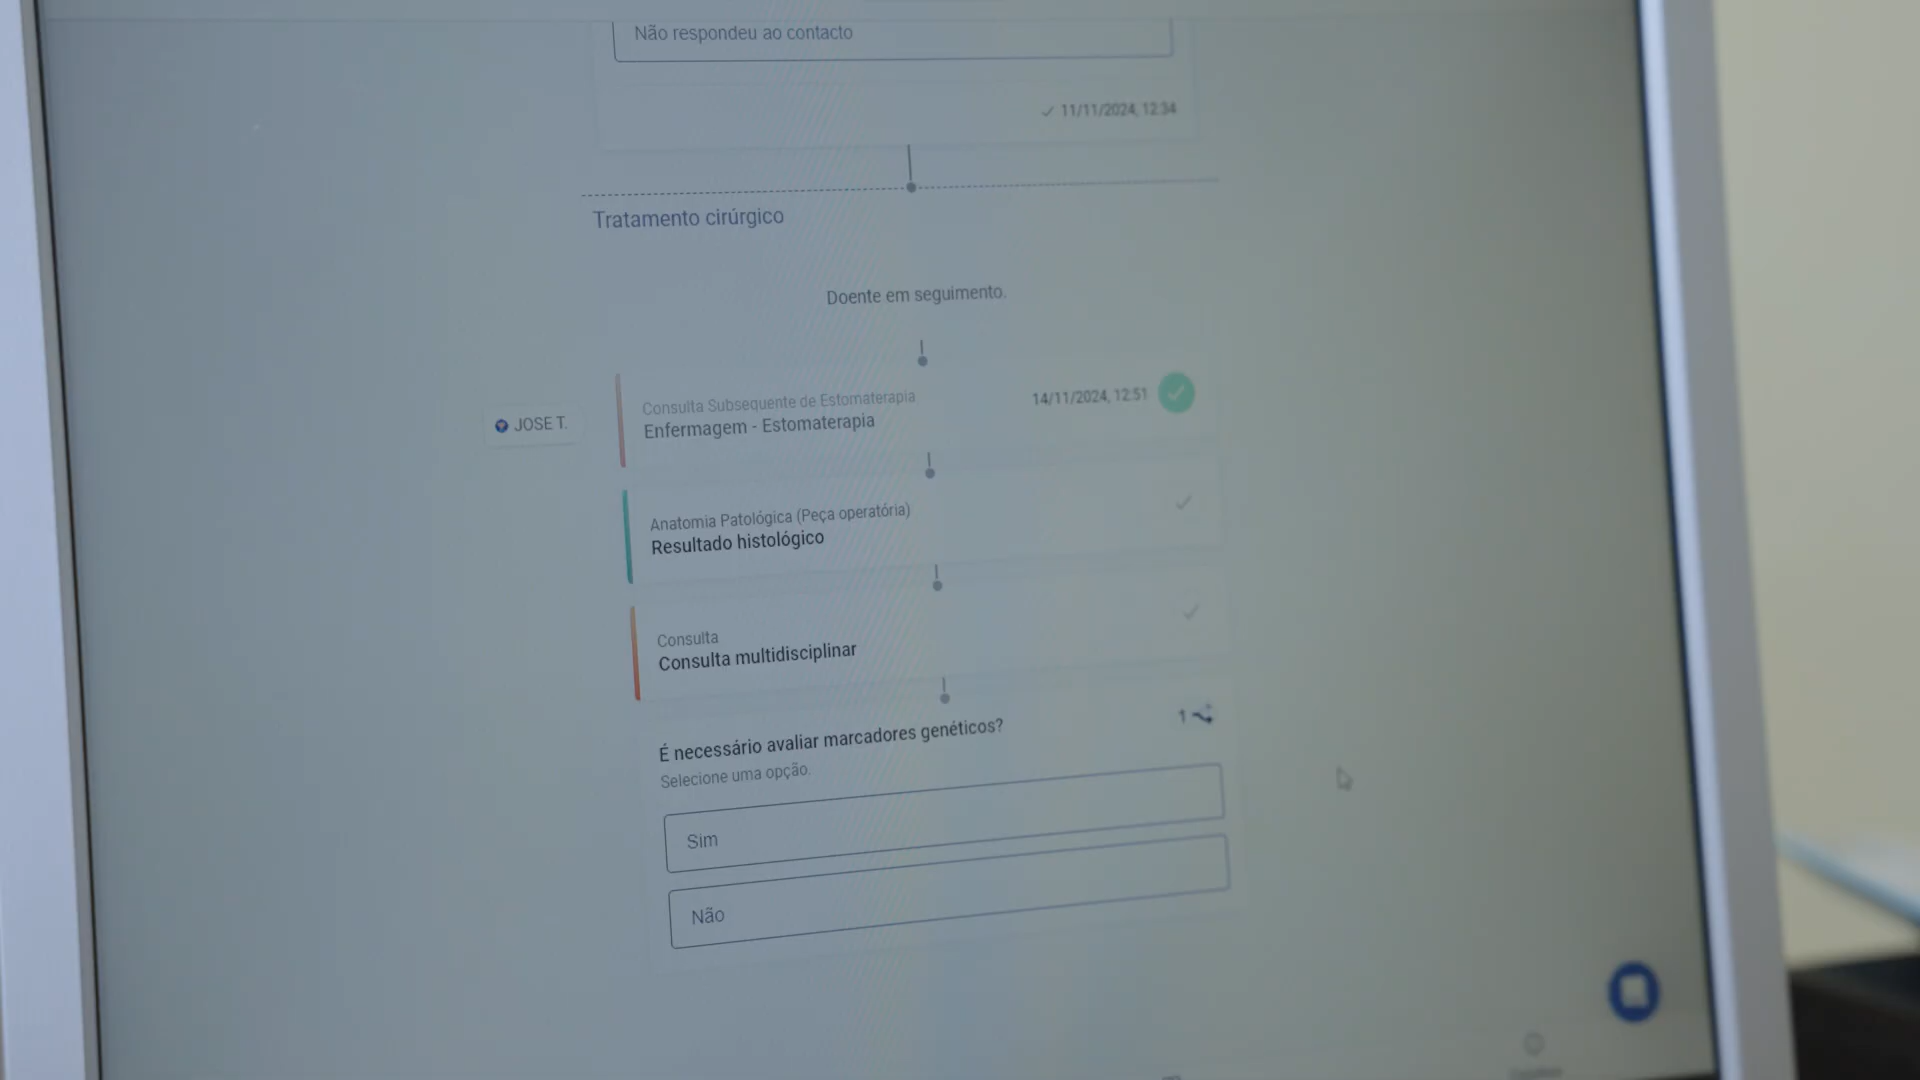 Não respondeu ao contacto
11/11/2024, 12:34
Tratamento cirúrgico
Doente em seguimento.
JOSE T.
Consulta Subsequente de Estomaterapia
Enfermagem - Estomaterapia
14/11/2024, 12:51
Anatomia Patológica (Peça operatória)
Resultado histológico
Consulta
Consulta multidisciplinar
É necessário avaliar marcadores genéticos?
1
Selecione uma opção.
Sim
Não